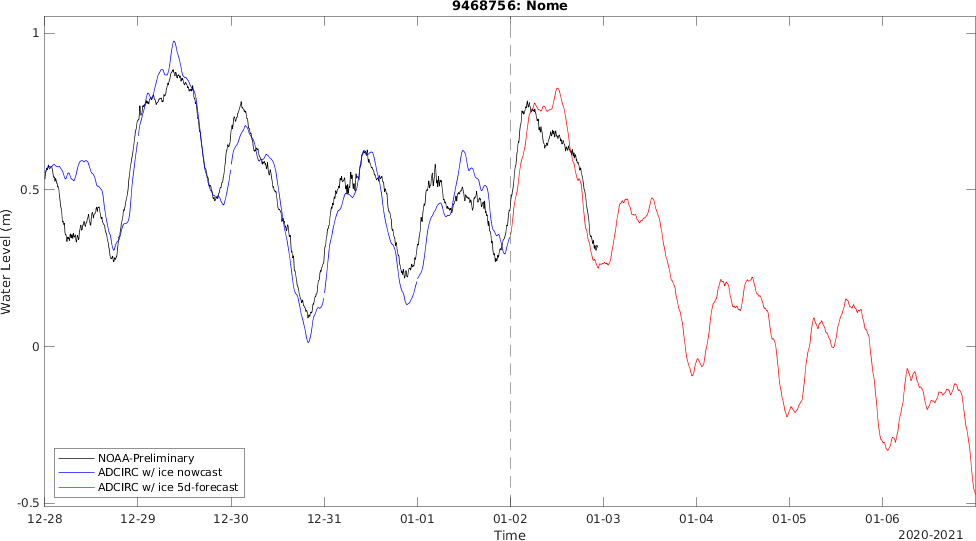 9468756: Nome
Water Level (m)
1
0.5
0
-0.5
NOAA-Preliminary
ADCIRC w/ ice nowcast
ADCIRC w/ ice 5d-forecast
12-28 12-29 12-30 12-31 01-01 01-02 01-03 01-04 01-05 01-06
Time
2020-2021